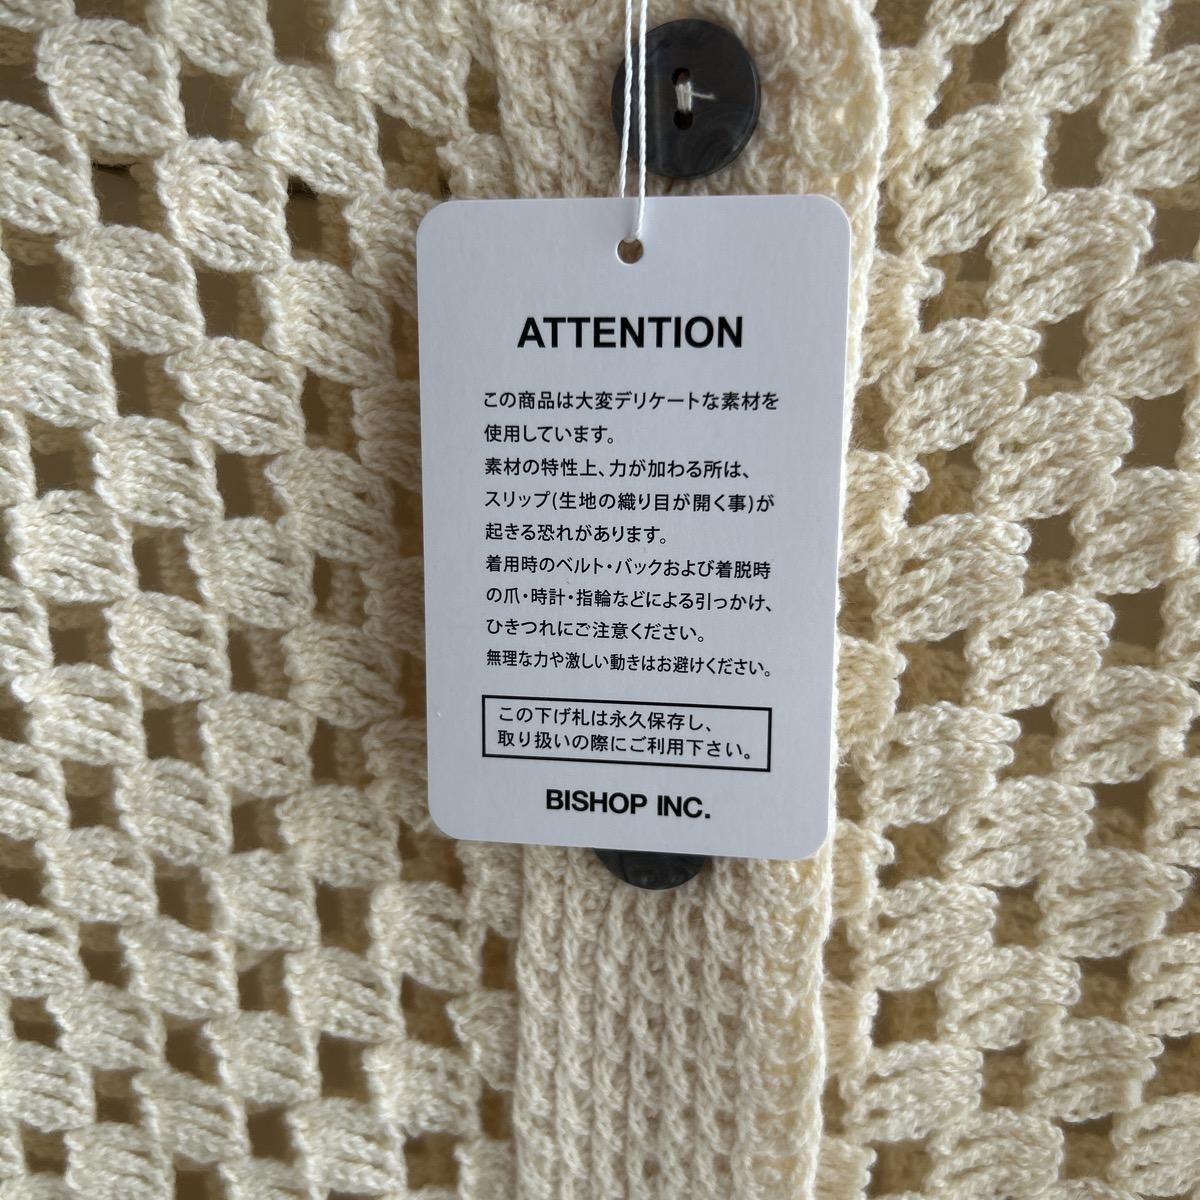 ATTENTION
この商品は大変デリケートな素材を
使用しています。
素材の特性上、力が加わる所は、
スリップ(生地の織り目が開く事)が
起きる恐れがあります。
着用時のベルト・バックおよび着脱時
の爪・時計・指輪などによる引っかけ、
ひきつれにご注意ください。
無理な力や激しい動きはお避けください。
この下げ札は永久保存し、
取り扱いの際にご利用下さい。
BISHOP INC.